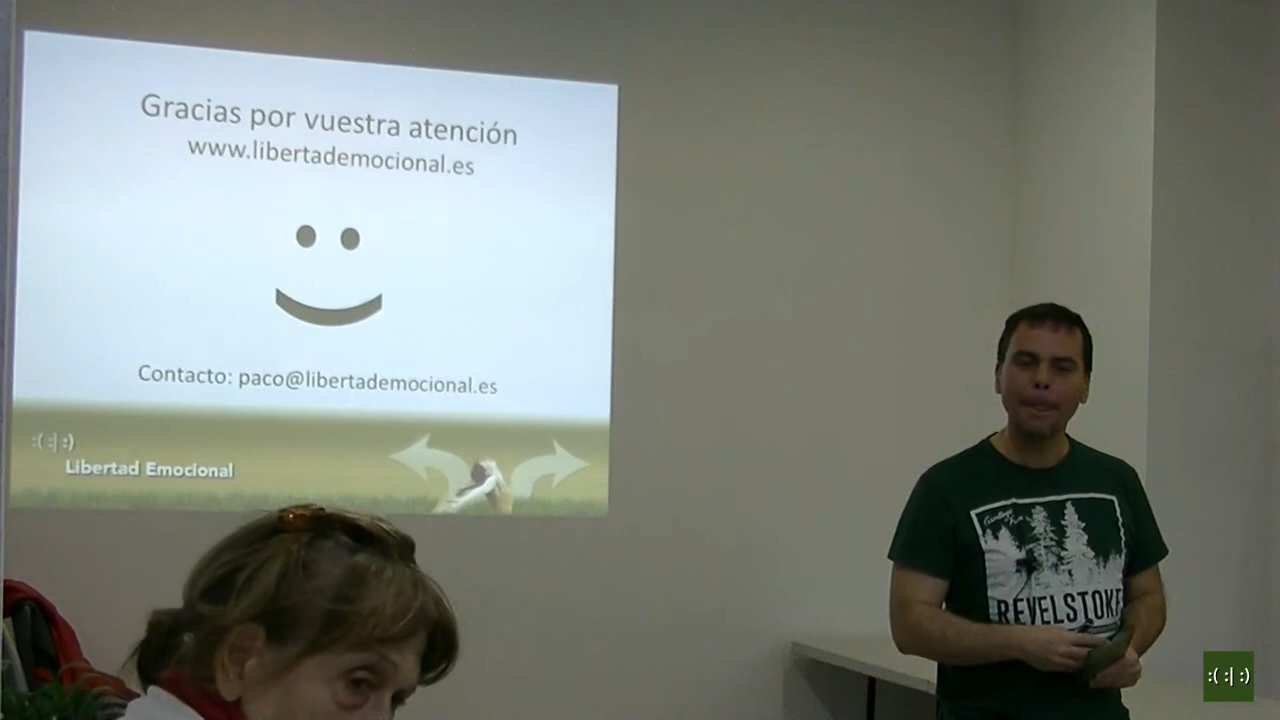 Gracias por vuestra atención
www.libertademocional.es
Contacto: paco@libertademocional.es
:(:|:)
Libertad Emocional
REVELSTOKE
:(:|:)